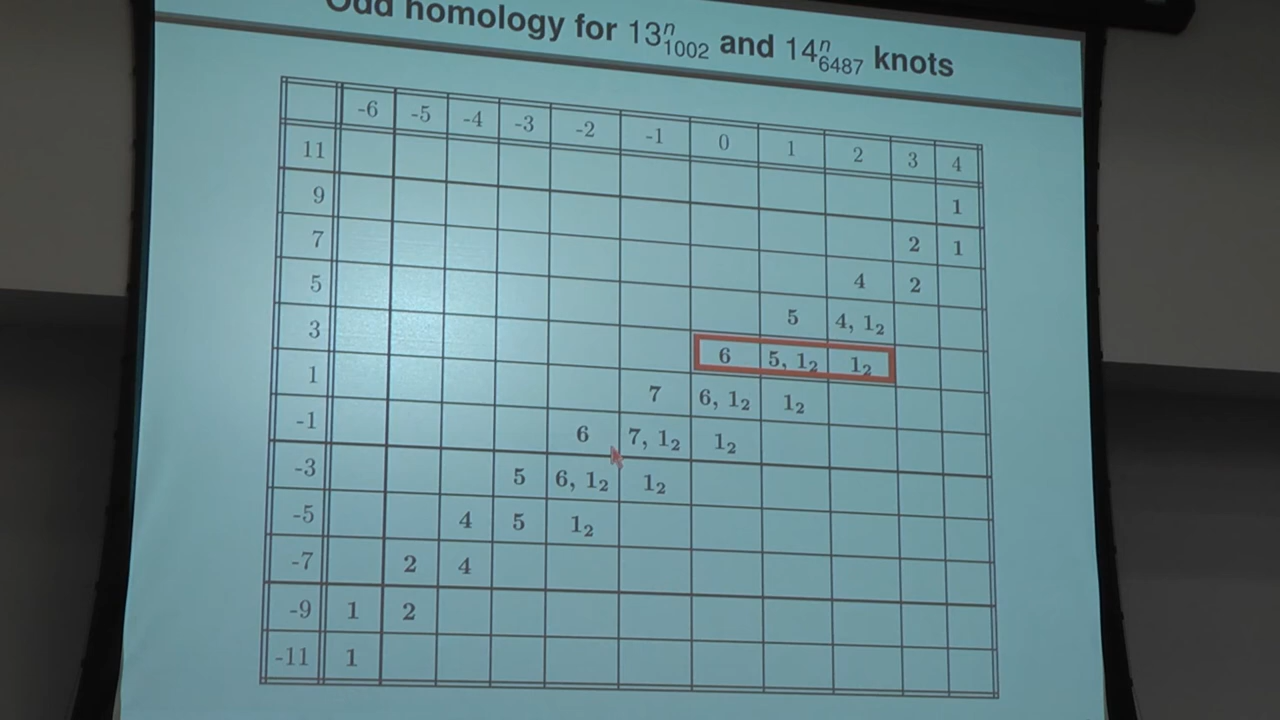 Odd homology for 13ⁿ₁₀₀₂ and 14ⁿ₆₄₈₇ knots
-6 -5 -4 -3 -2 -1 0 1 2 3 4
11 1
9 2 1
7 4 2
5 5 4, 1₂
3 6 5, 1₂ 1₂
1 7 6, 1₂ 1₂
-1 6 7, 1₂ 1₂
-3 5 6, 1₂ 1₂
-5 4 5 1₂
-7 2 4
-9 1 2
-11 1